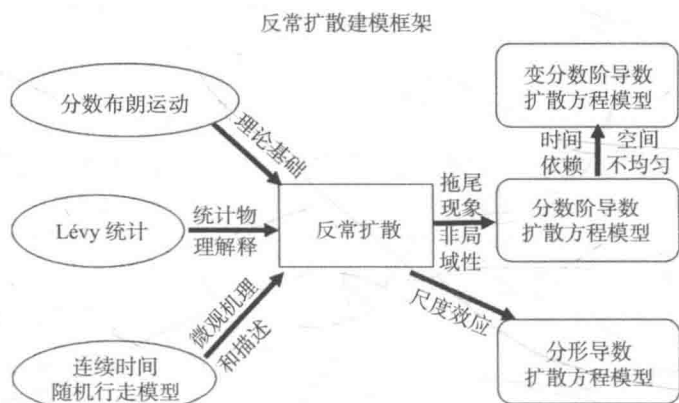 反常扩散建模框架
分数布朗运动
理论基础
Lévy 统计
统计物
理解释
连续时间
随机行走模型
微观机理
和描述
反常扩散
拖尾
现象
非局
域性
尺度效应
变分数阶导数
扩散方程模型
时间
依赖
空间
不均匀
分数阶导数
扩散方程模型
分形导数
扩散方程模型